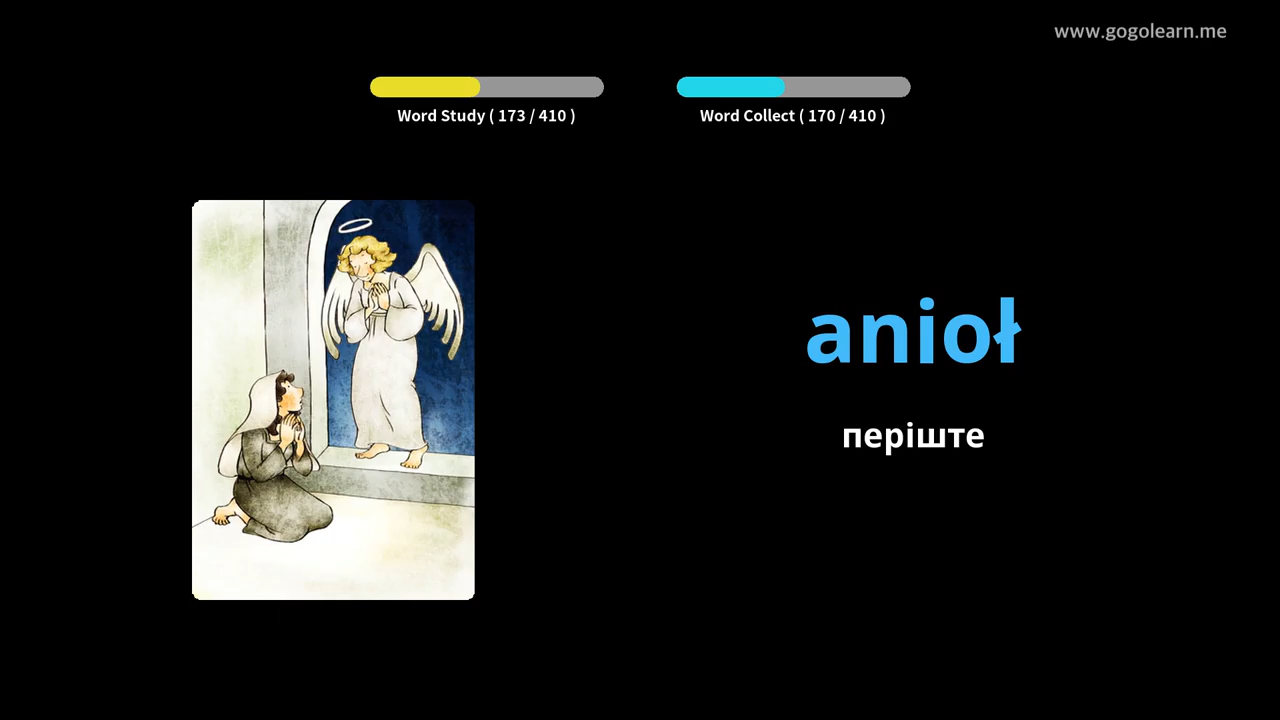 www.gogolearn.me
Word Study ( 173 / 410 )
Word Collect ( 170 / 410 )
anioł
періште